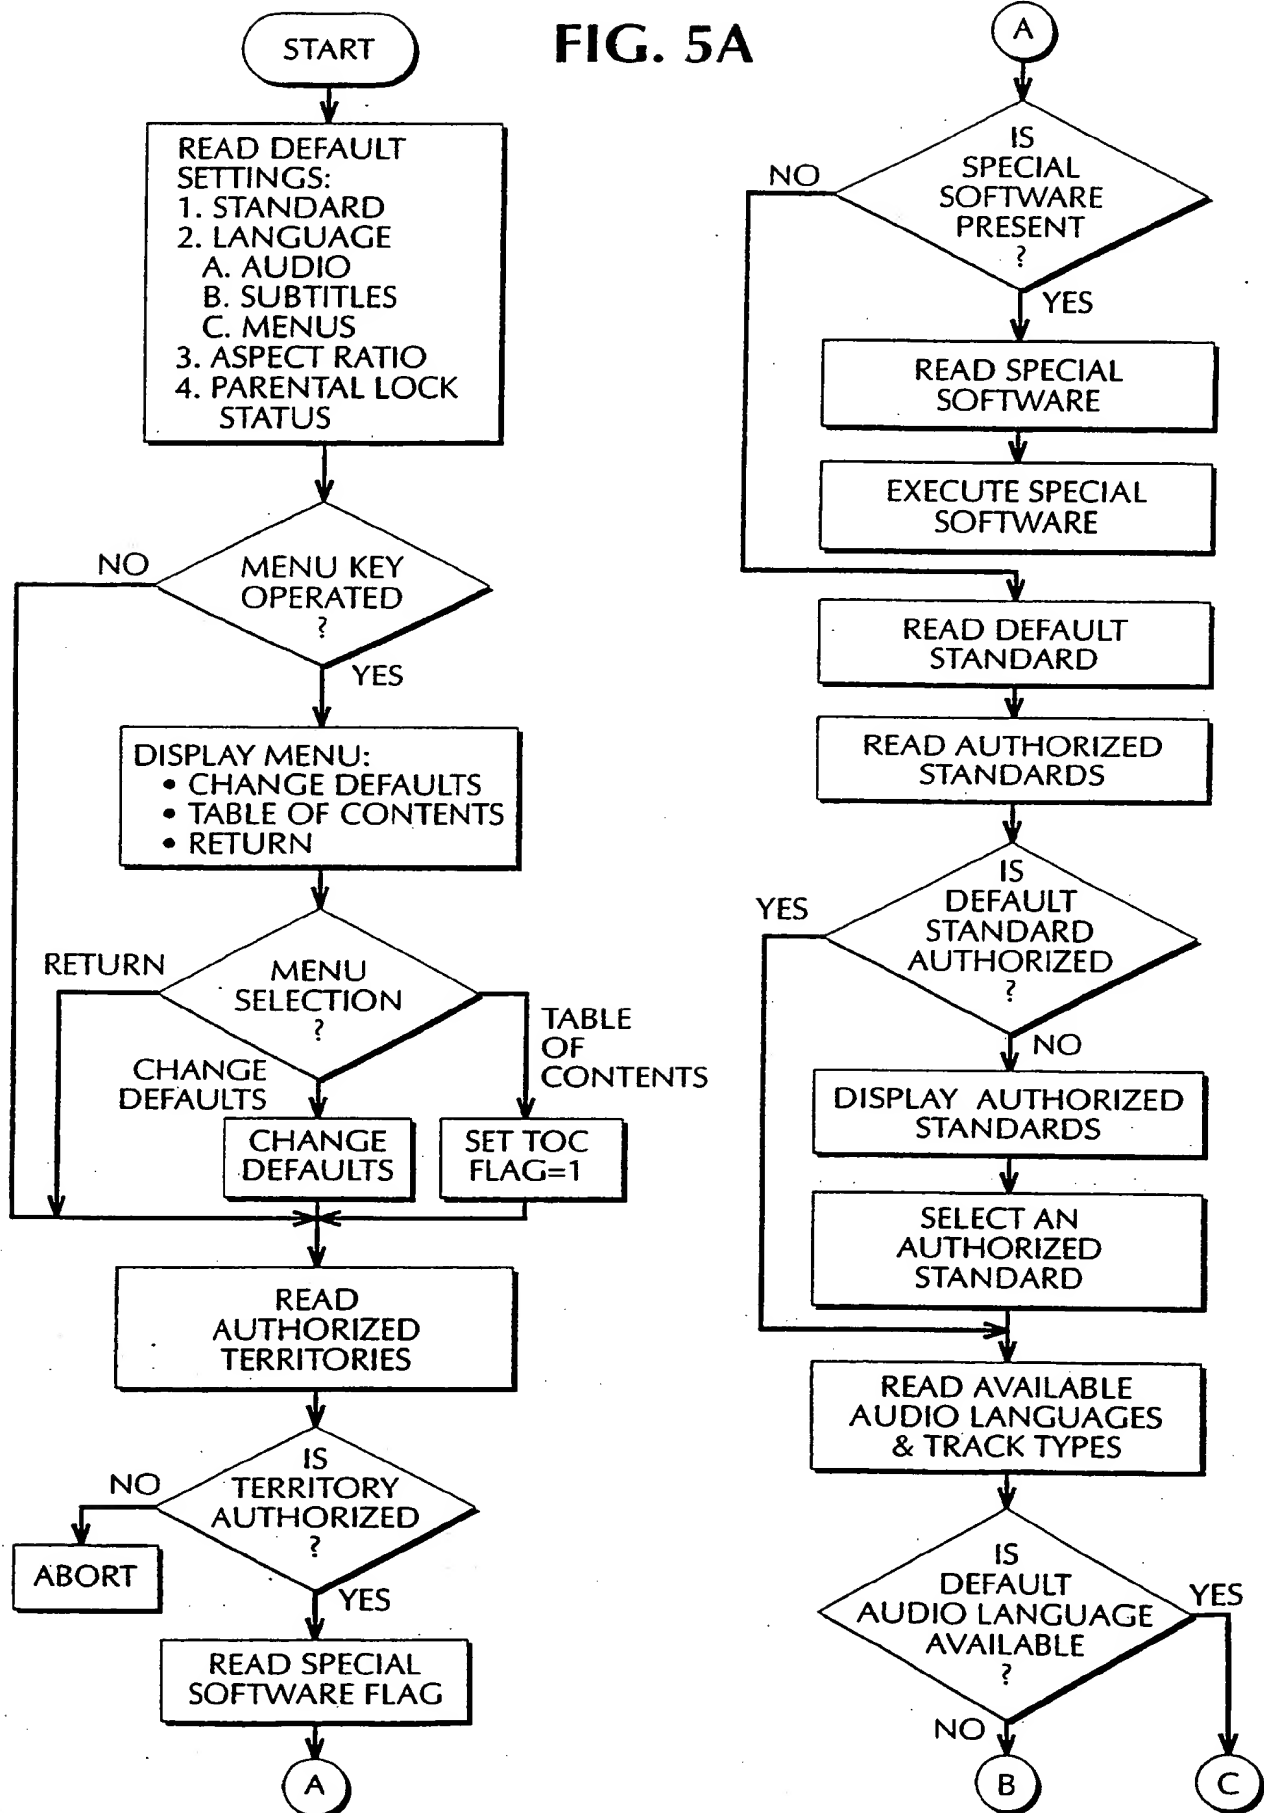 FIG. 5A
START
READ DEFAULT
SETTINGS:
1. STANDARD
2. LANGUAGE
A. AUDIO
B. SUBTITLES
C. MENUS
3. ASPECT RATIO
4. PARENTAL LOCK
STATUS
MENU KEY
OPERATED
?
NO
YES
DISPLAY MENU:
• CHANGE DEFAULTS
• TABLE OF CONTENTS
• RETURN
MENU
SELECTION
?
RETURN
CHANGE
DEFAULTS
TABLE
OF
CONTENTS
CHANGE
DEFAULTS
SET TOC
FLAG=1
READ
AUTHORIZED
TERRITORIES
IS
TERRITORY
AUTHORIZED
?
NO
ABORT
YES
READ SPECIAL
SOFTWARE FLAG
A
A
IS
SPECIAL
SOFTWARE
PRESENT
?
NO
YES
READ SPECIAL
SOFTWARE
EXECUTE SPECIAL
SOFTWARE
READ DEFAULT
STANDARD
READ AUTHORIZED
STANDARDS
IS
DEFAULT
STANDARD
AUTHORIZED
?
YES
NO
DISPLAY AUTHORIZED
STANDARDS
SELECT AN
AUTHORIZED
STANDARD
READ AVAILABLE
AUDIO LANGUAGES
& TRACK TYPES
IS
DEFAULT
AUDIO LANGUAGE
AVAILABLE
?
YES
NO
B
C